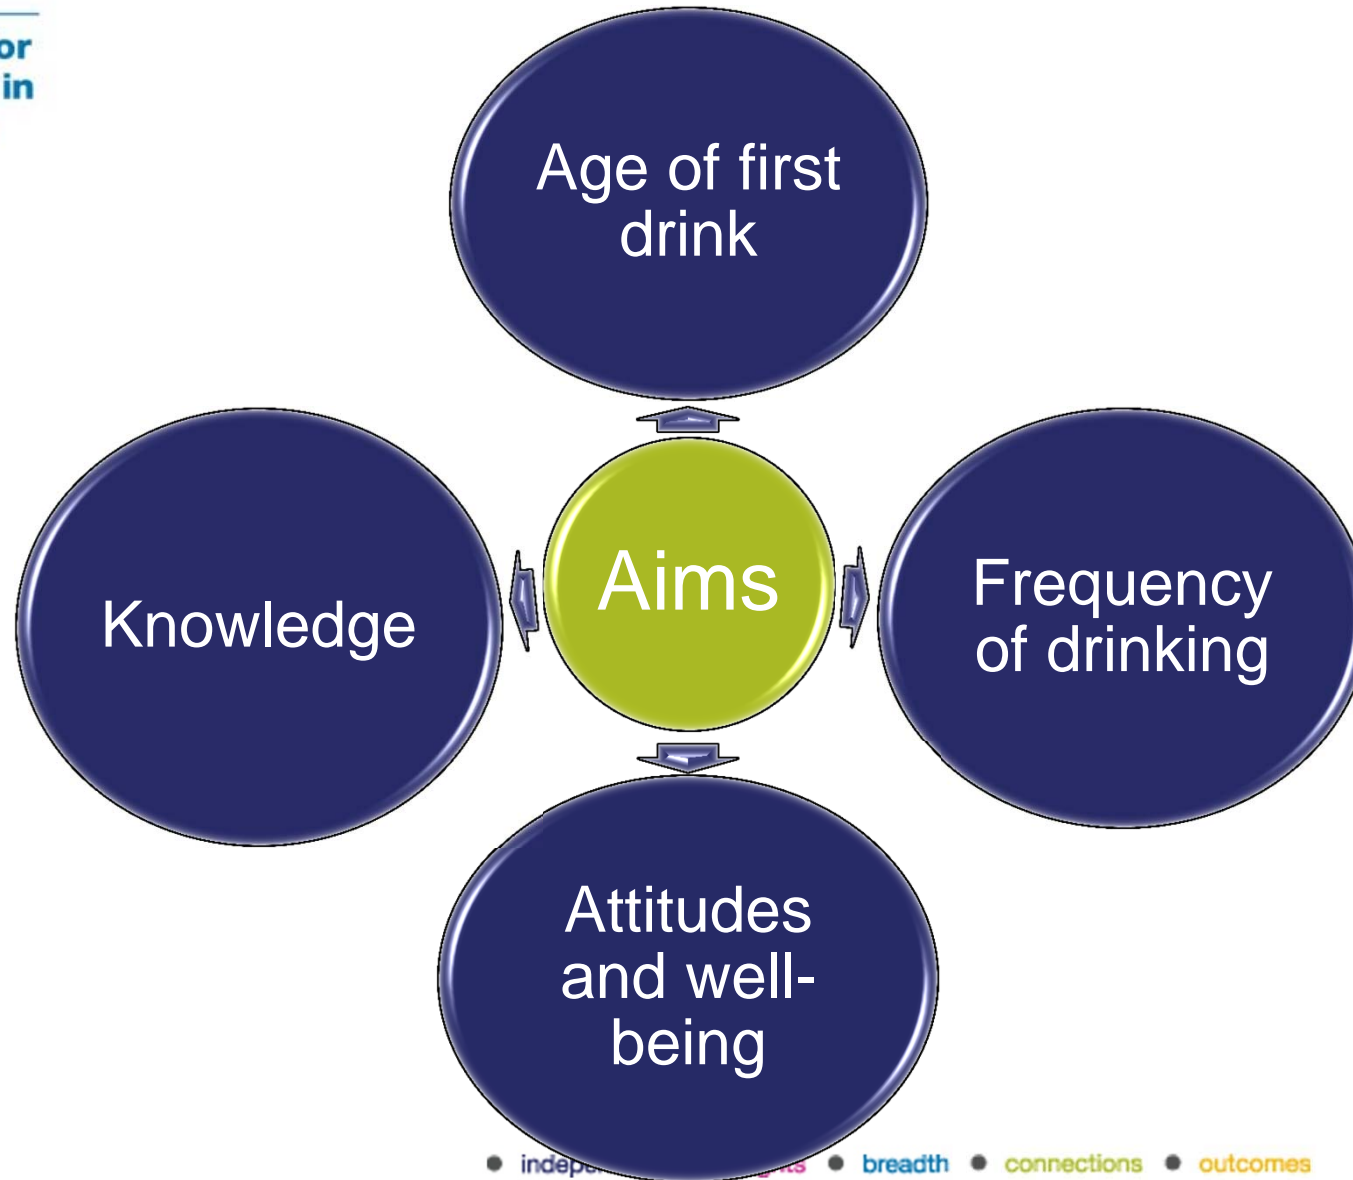 or
in
Age of first
drink
Knowledge
Aims
Frequency
of drinking
Attitudes
and well-
being
breadth connections outcomes